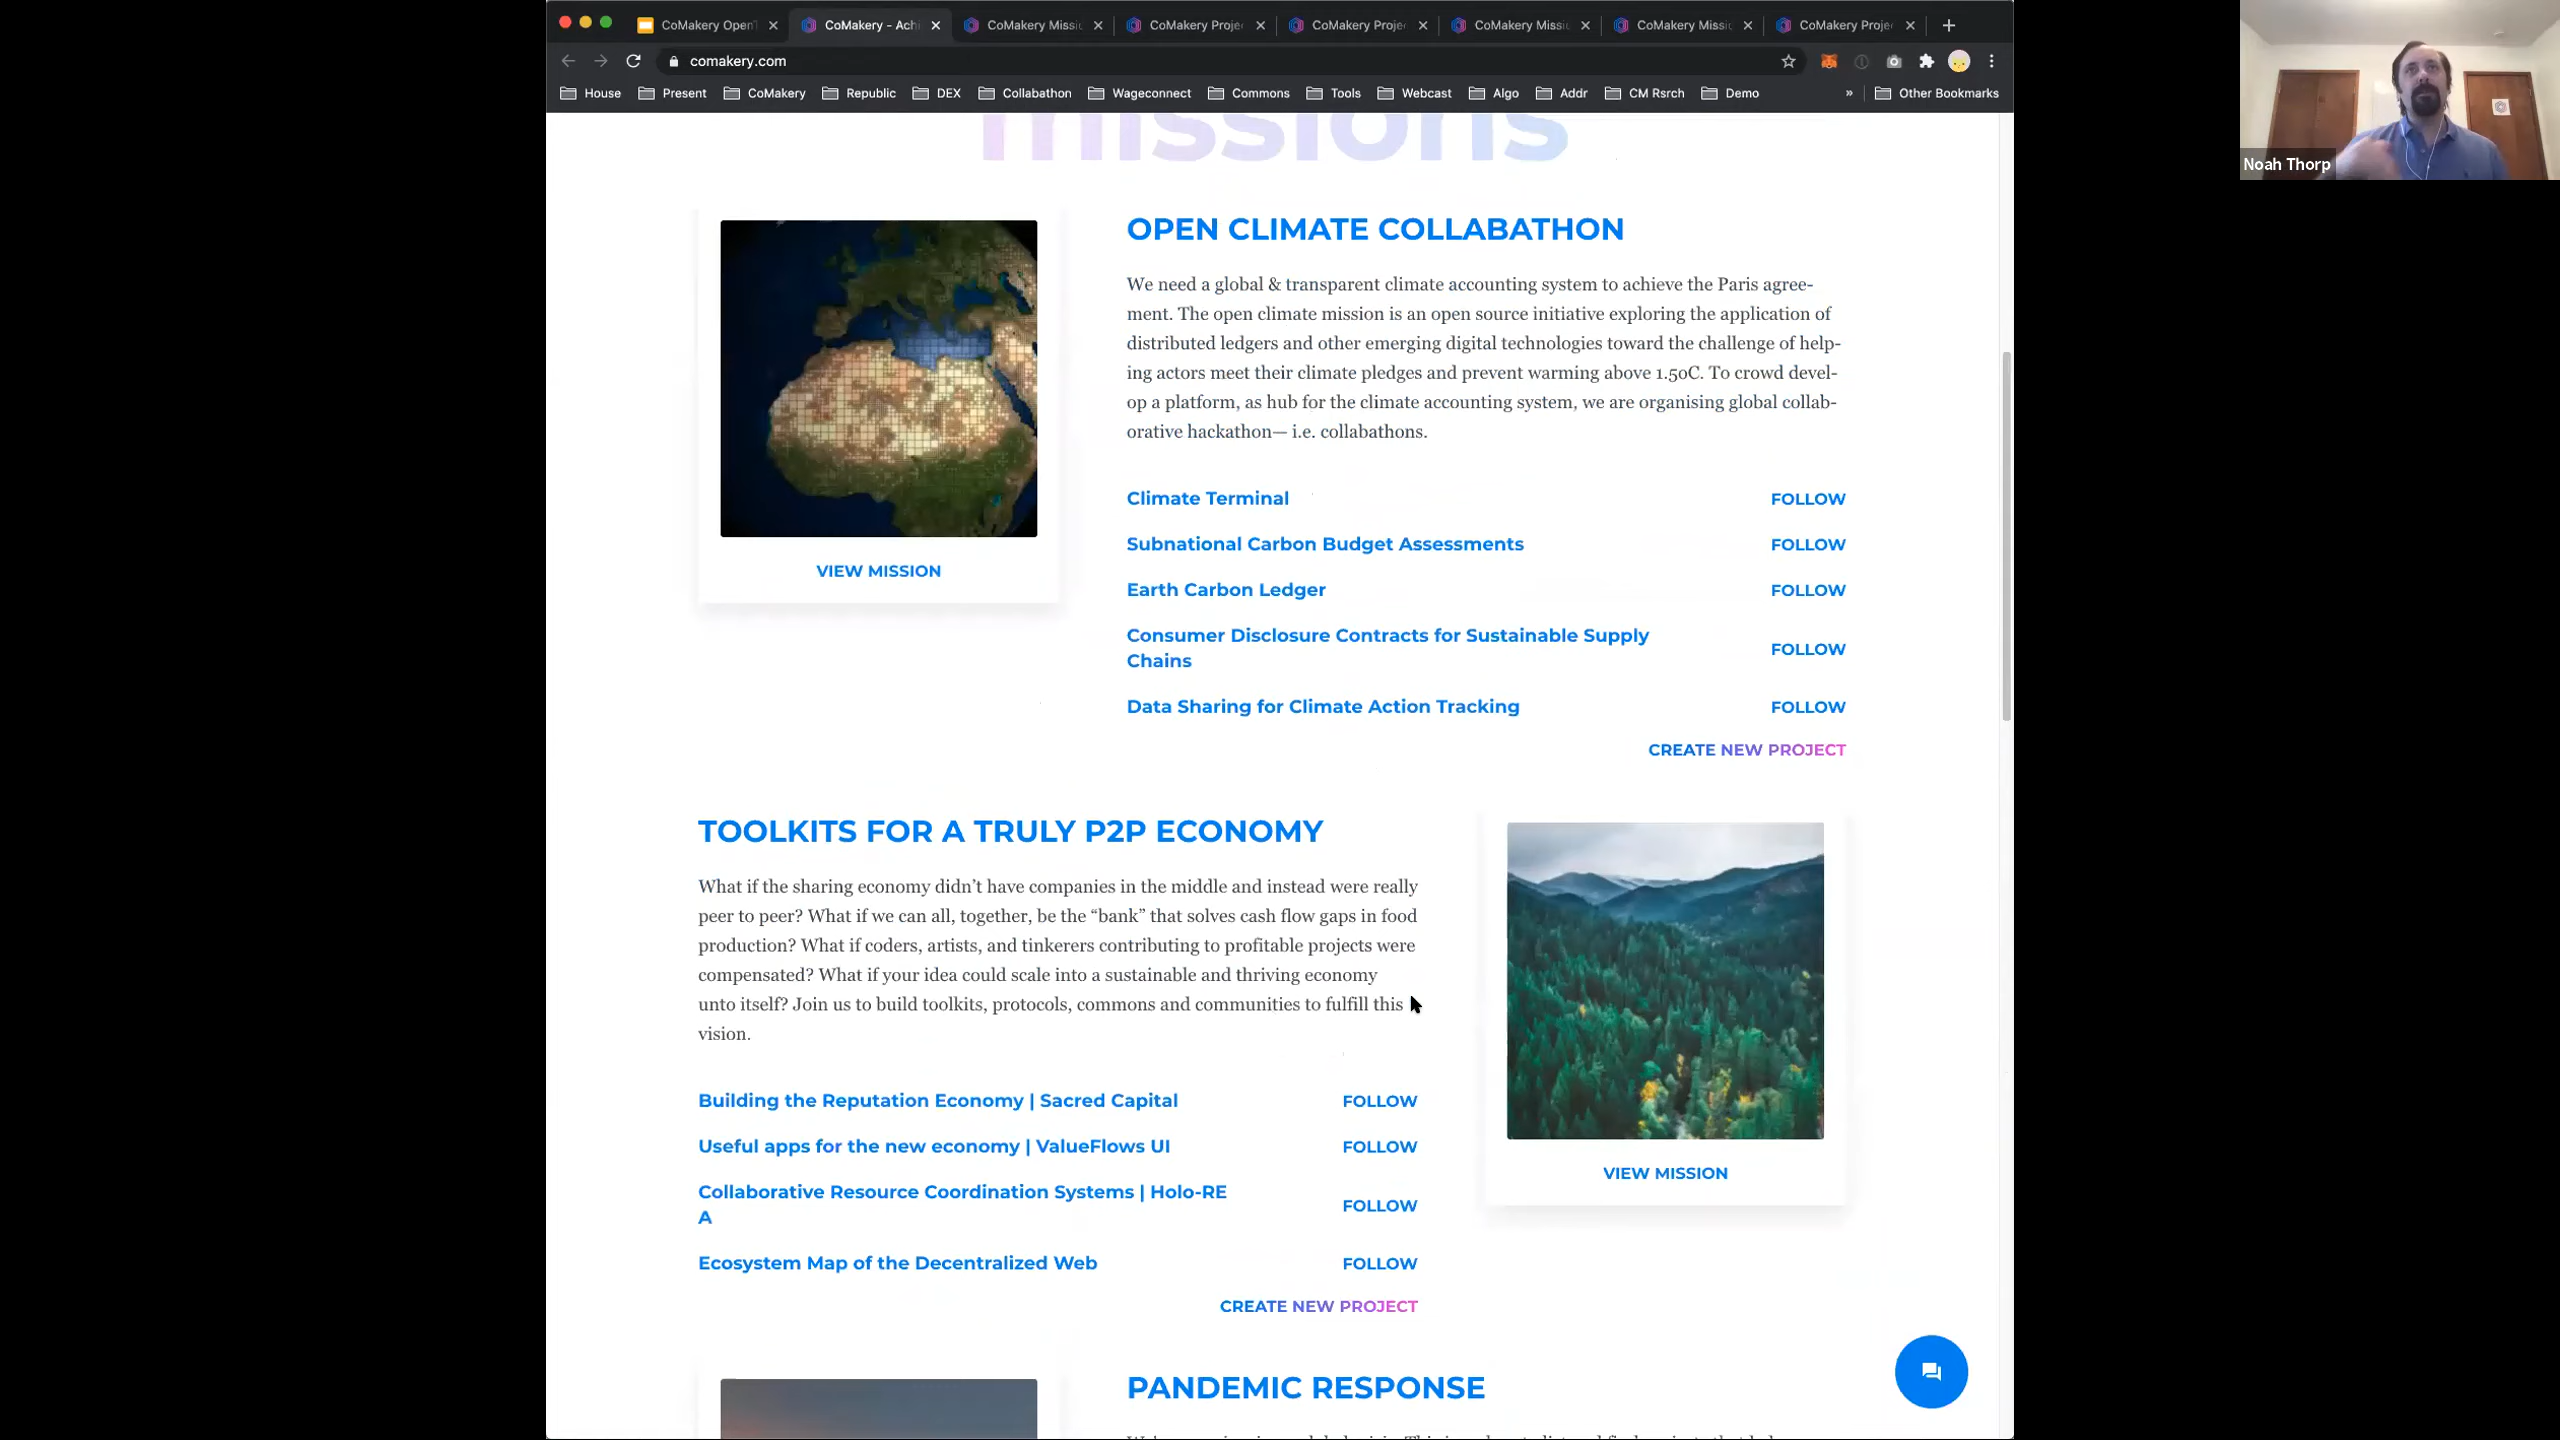 CoMakery Open
CoMakery - Ach
CoMakery Missi
CoMakery Proje
CoMakery Proje
CoMakery Missi
CoMakery Missi
CoMakery Proje
comakery.com
House
Present
CoMakery
Republic
DEX
Collabathon
Wageconnect
Commons
Tools
Webcast
Algo
Addr
CM Rsrch
Demo
»
Other Bookmarks
Noah Thorp
missions
OPEN CLIMATE COLLABATHON
We need a global & transparent climate accounting system to achieve the Paris agree-
ment. The open climate mission is an open source initiative exploring the application of
distributed ledgers and other emerging digital technologies toward the challenge of help-
ing actors meet their climate pledges and prevent warming above 1.5oC. To crowd devel-
op a platform, as hub for the climate accounting system, we are organising global collab-
orative hackathon— i.e. collabathons.
VIEW MISSION
Climate Terminal FOLLOW
Subnational Carbon Budget Assessments FOLLOW
Earth Carbon Ledger FOLLOW
Consumer Disclosure Contracts for Sustainable Supply
Chains
FOLLOW
Data Sharing for Climate Action Tracking FOLLOW
CREATE NEW PROJECT
TOOLKITS FOR A TRULY P2P ECONOMY
What if the sharing economy didn’t have companies in the middle and instead were really
peer to peer? What if we can all, together, be the “bank” that solves cash flow gaps in food
production? What if coders, artists, and tinkerers contributing to profitable projects were
compensated? What if your idea could scale into a sustainable and thriving economy
unto itself? Join us to build toolkits, protocols, commons and communities to fulfill this
vision.
Building the Reputation Economy | Sacred Capital FOLLOW
Useful apps for the new economy | ValueFlows UI FOLLOW
Collaborative Resource Coordination Systems | Holo-RE
A
FOLLOW
Ecosystem Map of the Decentralized Web FOLLOW
CREATE NEW PROJECT
VIEW MISSION
PANDEMIC RESPONSE